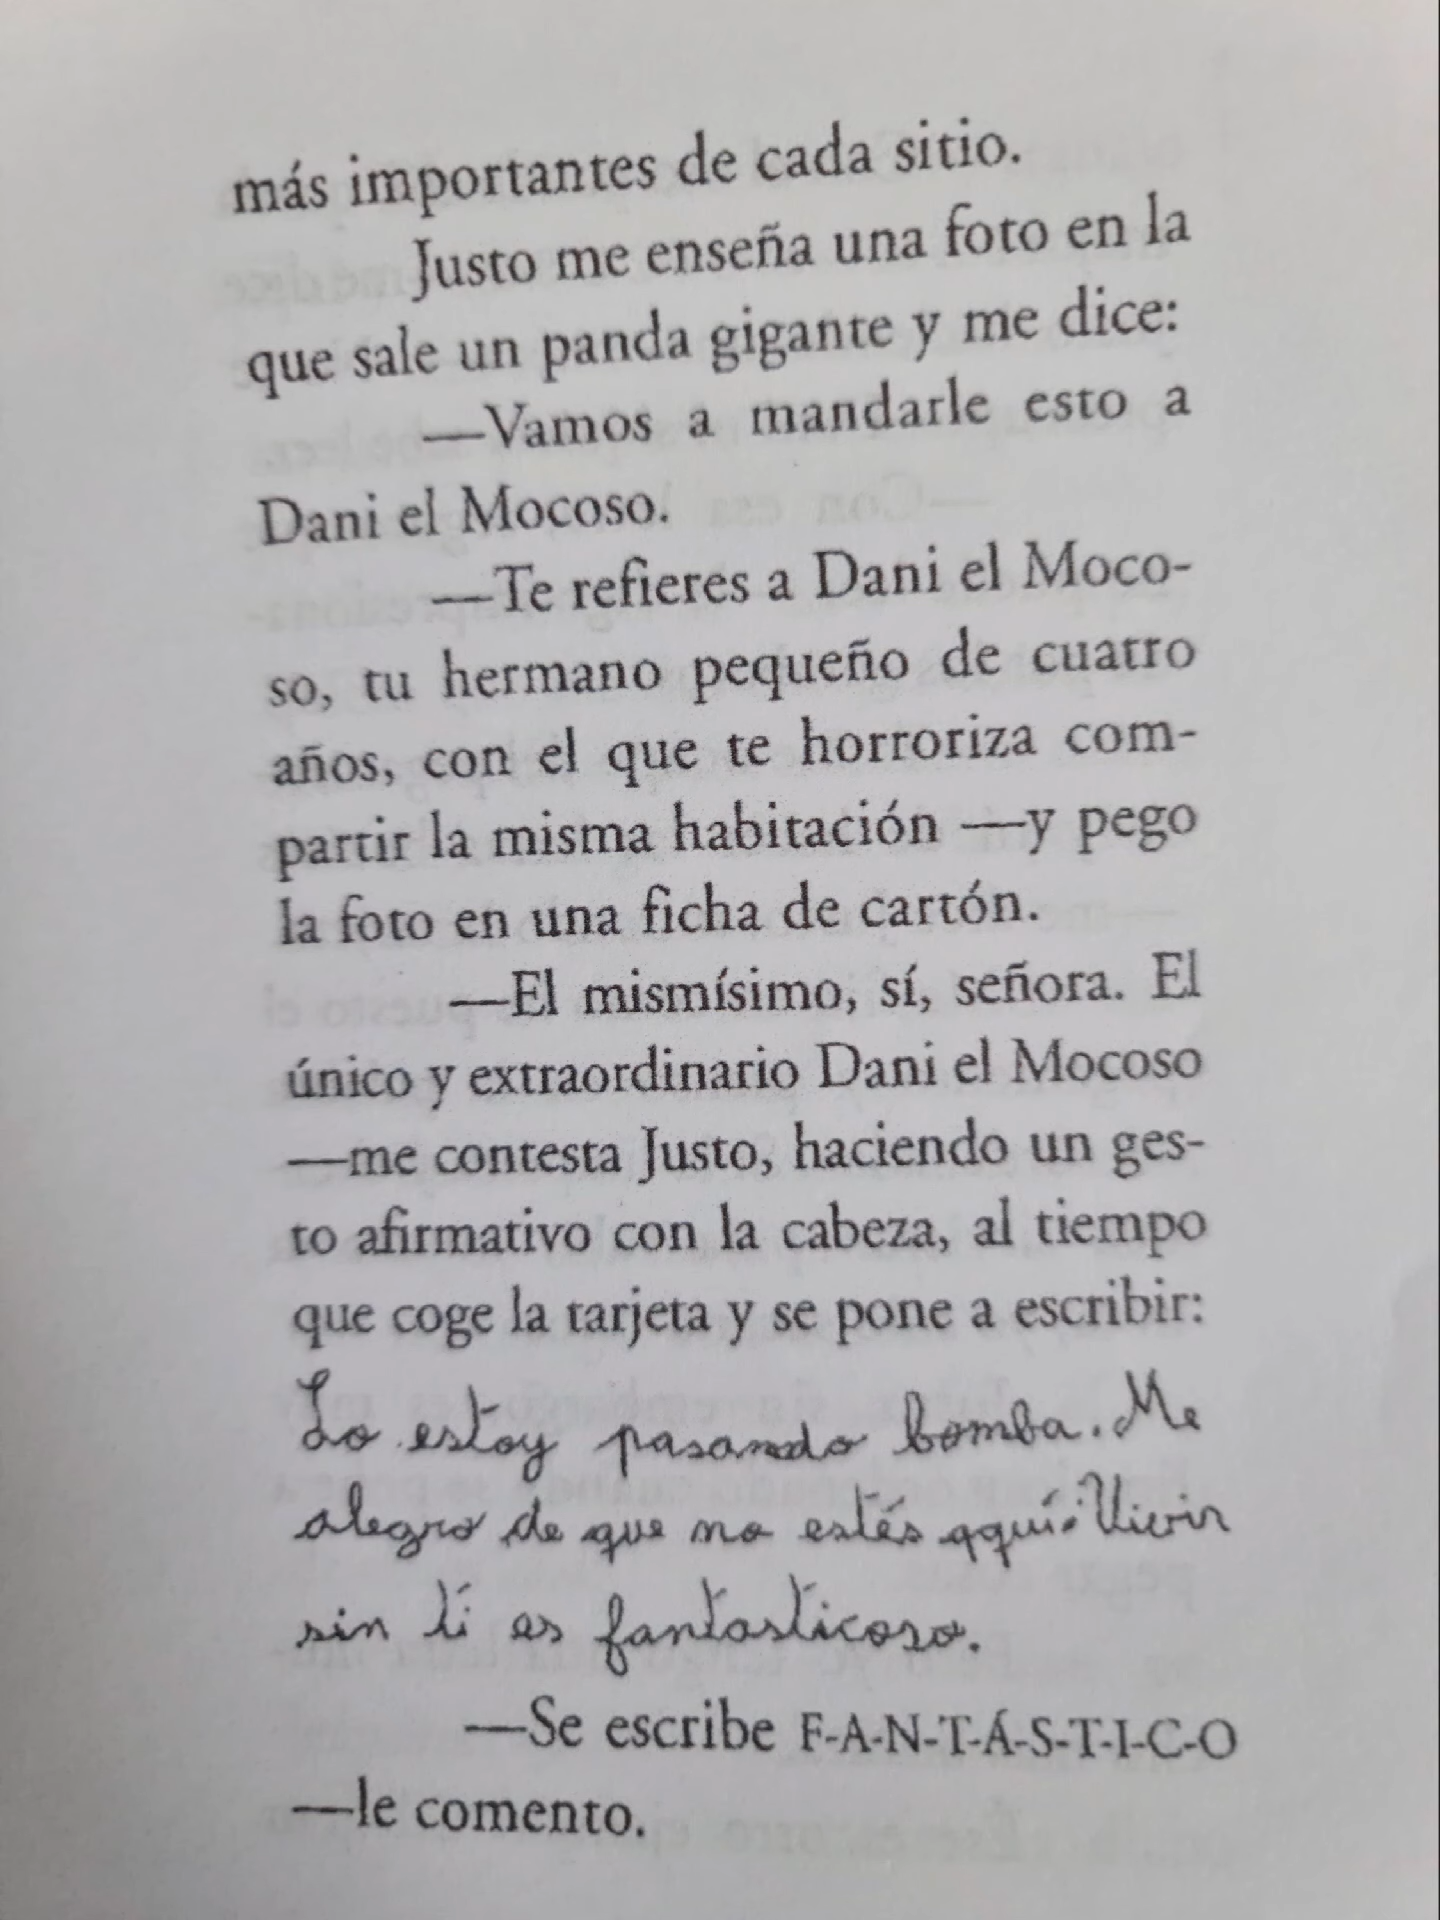 más importantes de cada sitio.
Justo me enseña una foto en la
que sale un panda gigante y me dice:
—Vamos a mandarle esto a
Dani el Mocoso.
—Te refieres a Dani el Moco-
so, tu hermano pequeño de cuatro
años, con el que te horroriza com-
partir la misma habitación —y pego
la foto en una ficha de cartón.
—El mismísimo, sí, señora. El
único y extraordinario Dani el Mocoso
—me contesta Justo, haciendo un ges-
to afirmativo con la cabeza, al tiempo
que coge la tarjeta y se pone a escribir:
Lo estoy pasando bomba. Me
alegro de que no estés aquí. Vivir
sin ti es fantasticoso.
—Se escribe F-A-N-T-Á-S-T-I-C-O
—le comento.